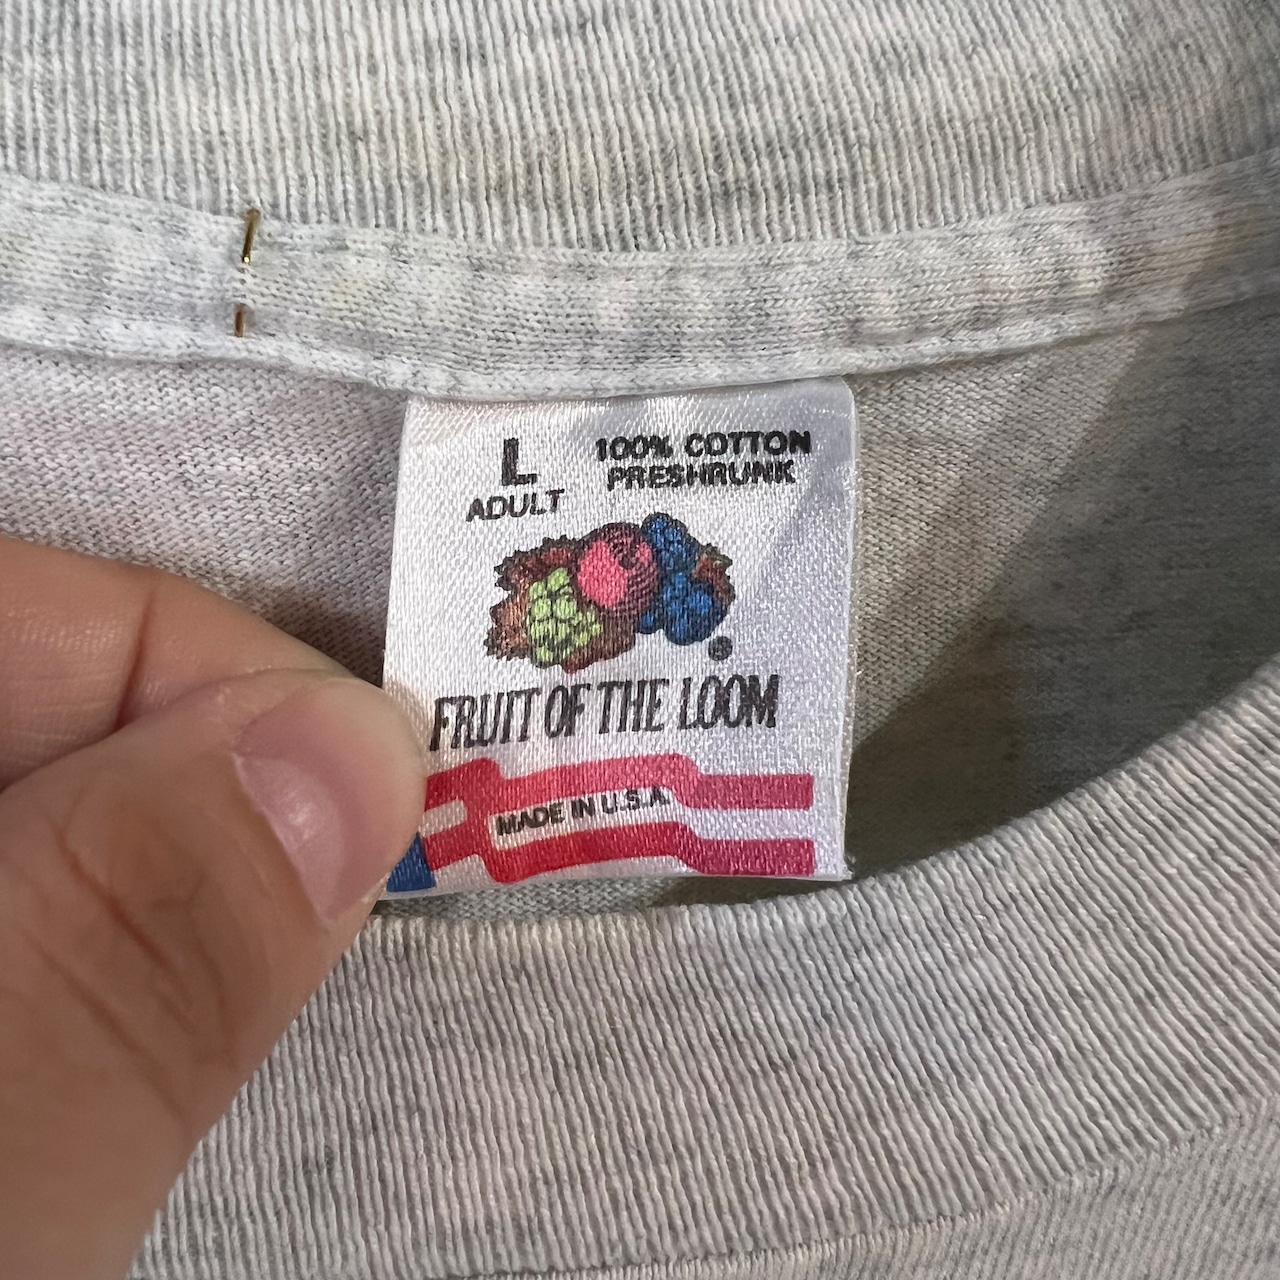 L
ADULT
100% COTTON
PRESHRUNK
®
FRUIT OF THE LOOM
MADE IN U.S.A.